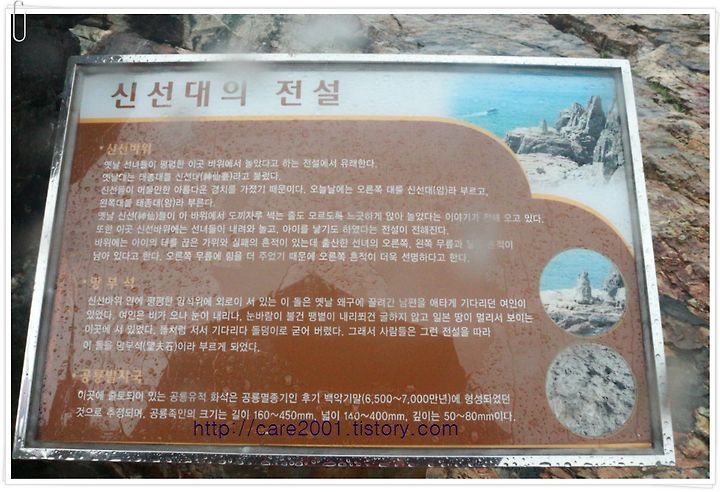 신선대의 전설
• 신선바위
옛날 선녀들이 평평한 이곳 바위에서 놀았다고 하는 전설에서 유래한다.
옛날에는 태종대를 신선대(神仙臺)라고 불렀다.
신선들이 머물만한 아름다운 경치를 가졌기 때문이다. 오늘날에는 오른쪽 대를 신선대(암)라 부르고,
왼쪽대를 태종대(암)라 부른다.
옛날 신선(神仙)들이 이 바위에서 도끼자루 썩는 줄도 모르도록 느긋하게 앉아 놀았다는 이야기가 전해 오고 있다.
또한 이곳 신선바위에는 선녀들이 내려와 놀고, 아이를 낳기도 하였다는 전설이 전해진다.
바위에는 아이의 태를 끊은 가위와 실패의 흔적이 있는데 출산한 선녀의 오른쪽, 왼쪽 무릎과 흔적이
남아 있다고 한다. 오른쪽 무릎에 힘을 더 주었기 때문에 오른쪽 흔적이 더욱 선명하다고 한다.
• 망부석
신선바위 안에 평평한 암석위에 외로이 서 있는 이 돌은 옛날 왜구에 끌려간 남편을 애타게 기다리던 여인이
있었다. 여인은 비가 오나 눈이 내리나, 눈바람이 불건 땡볕이 내리쬐건 굴하지 않고 일본 땅이 멀리서 보이는
이곳에 서 있었다. 돌처럼 서서 기다리다 돌덩이로 굳어 버렸다. 그래서 사람들은 그런 전설을 따라
이 돌을 망부석(望夫石)이라 부르게 되었다.
• 공룡발자국
이곳에 출토되어 있는 공룡유적 화석은 공룡멸종기인 후기 백악기말(6,500~7,000만년)에 형성되었던
것으로 추정되며, 공룡족인의 크기는 길이 160~450mm, 넓이 140~400mm, 깊이는 50~80mm이다.
http://care2001.tistory.com